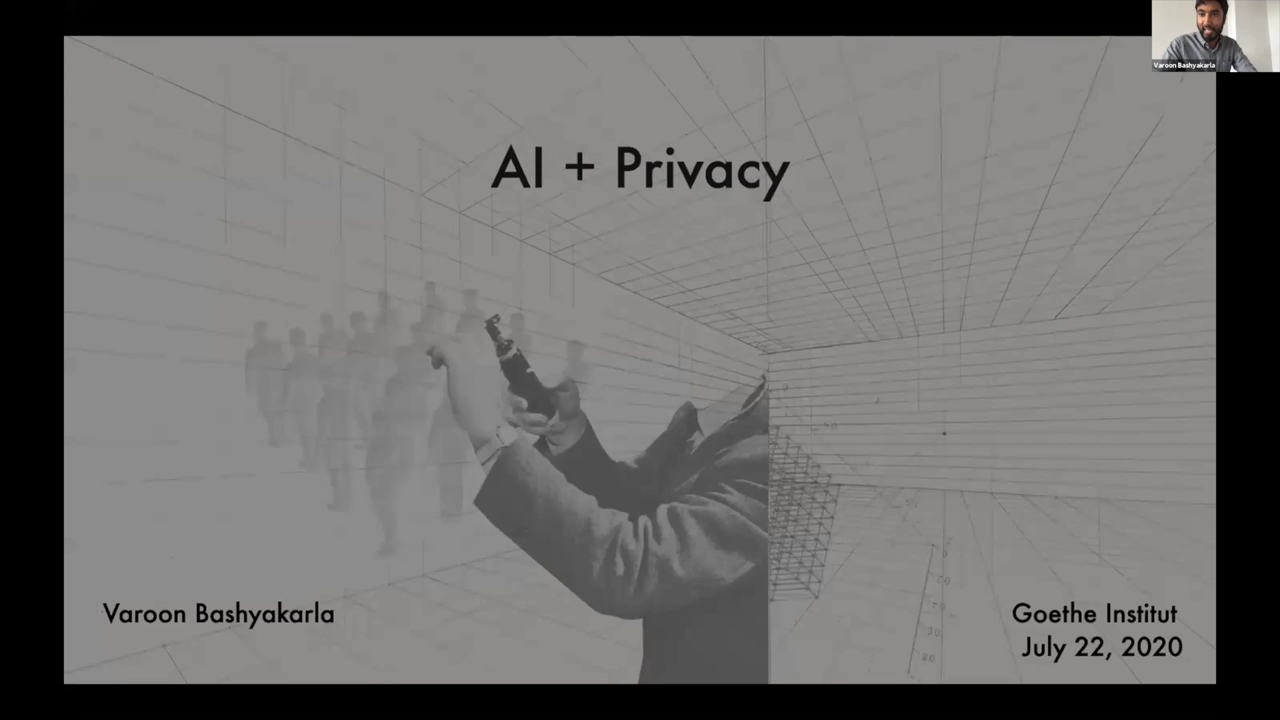 Varoon Bashyakarla
AI + Privacy
Varoon Bashyakarla
Goethe Institut
July 22, 2020